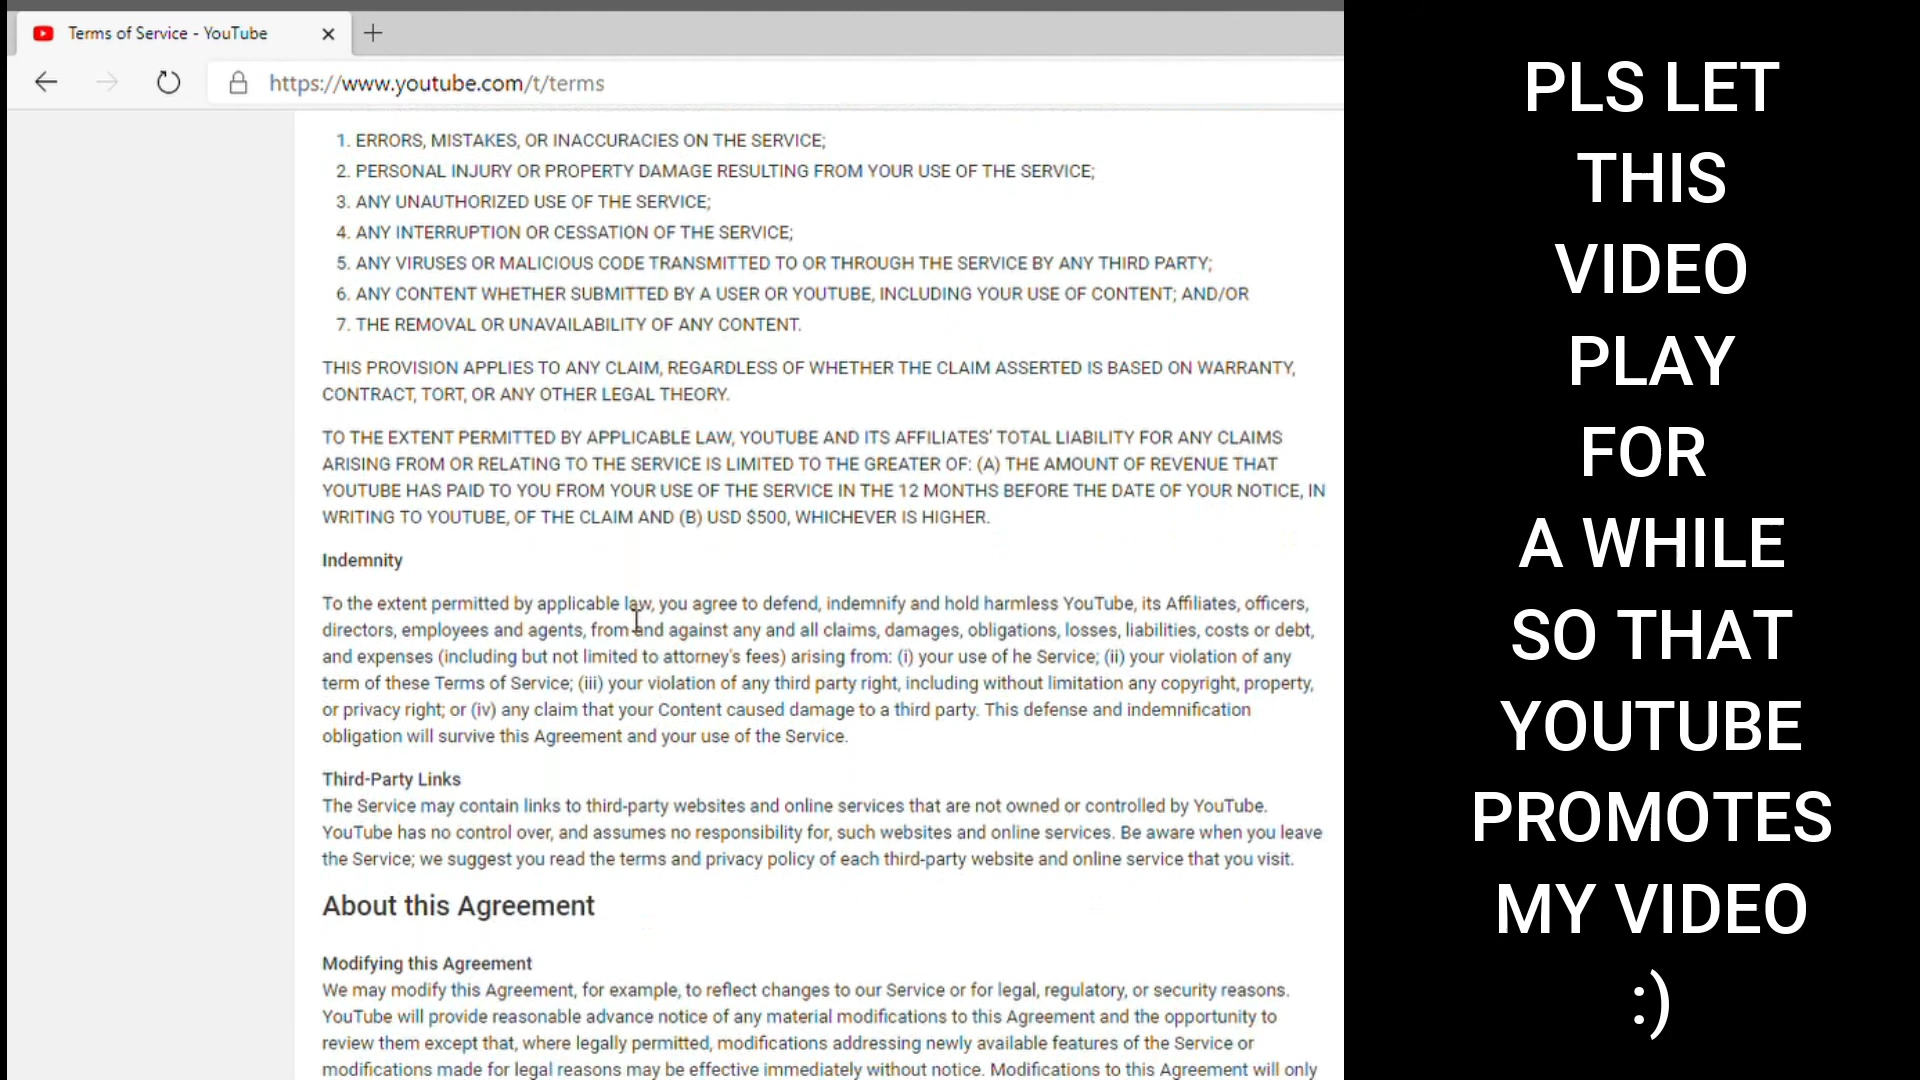 Terms of Service - YouTube
https://www.youtube.com/t/terms
1. ERRORS, MISTAKES, OR INACCURACIES ON THE SERVICE;
2. PERSONAL INJURY OR PROPERTY DAMAGE RESULTING FROM YOUR USE OF THE SERVICE;
3. ANY UNAUTHORIZED USE OF THE SERVICE;
4. ANY INTERRUPTION OR CESSATION OF THE SERVICE;
5. ANY VIRUSES OR MALICIOUS CODE TRANSMITTED TO OR THROUGH THE SERVICE BY ANY THIRD PARTY;
6. ANY CONTENT WHETHER SUBMITTED BY A USER OR YOUTUBE, INCLUDING YOUR USE OF CONTENT; AND/OR
7. THE REMOVAL OR UNAVAILABILITY OF ANY CONTENT.
THIS PROVISION APPLIES TO ANY CLAIM, REGARDLESS OF WHETHER THE CLAIM ASSERTED IS BASED ON WARRANTY,
CONTRACT, TORT, OR ANY OTHER LEGAL THEORY.
TO THE EXTENT PERMITTED BY APPLICABLE LAW, YOUTUBE AND ITS AFFILIATES' TOTAL LIABILITY FOR ANY CLAIMS
ARISING FROM OR RELATING TO THE SERVICE IS LIMITED TO THE GREATER OF: (A) THE AMOUNT OF REVENUE THAT
YOUTUBE HAS PAID TO YOU FROM YOUR USE OF THE SERVICE IN THE 12 MONTHS BEFORE THE DATE OF YOUR NOTICE, IN
WRITING TO YOUTUBE, OF THE CLAIM AND (B) USD $500, WHICHEVER IS HIGHER.
Indemnity
To the extent permitted by applicable law, you agree to defend, indemnify and hold harmless YouTube, its Affiliates, officers,
directors, employees and agents, from and against any and all claims, damages, obligations, losses, liabilities, costs or debt,
and expenses (including but not limited to attorney's fees) arising from: (i) your use of he Service; (ii) your violation of any
term of these Terms of Service; (iii) your violation of any third party right, including without limitation any copyright, property,
or privacy right; or (iv) any claim that your Content caused damage to a third party. This defense and indemnification
obligation will survive this Agreement and your use of the Service.
Third-Party Links
The Service may contain links to third-party websites and online services that are not owned or controlled by YouTube.
YouTube has no control over, and assumes no responsibility for, such websites and online services. Be aware when you leave
the Service; we suggest you read the terms and privacy policy of each third-party website and online service that you visit.
About this Agreement
Modifying this Agreement
We may modify this Agreement, for example, to reflect changes to our Service or for legal, regulatory, or security reasons.
YouTube will provide reasonable advance notice of any material modifications to this Agreement and the opportunity to
review them except that, where legally permitted, modifications addressing newly available features of the Service or
modifications made for legal reasons may be effective immediately without notice. Modifications to this Agreement will only
PLS LET
THIS
VIDEO
PLAY
FOR
A WHILE
SO THAT
YOUTUBE
PROMOTES
MY VIDEO
:)